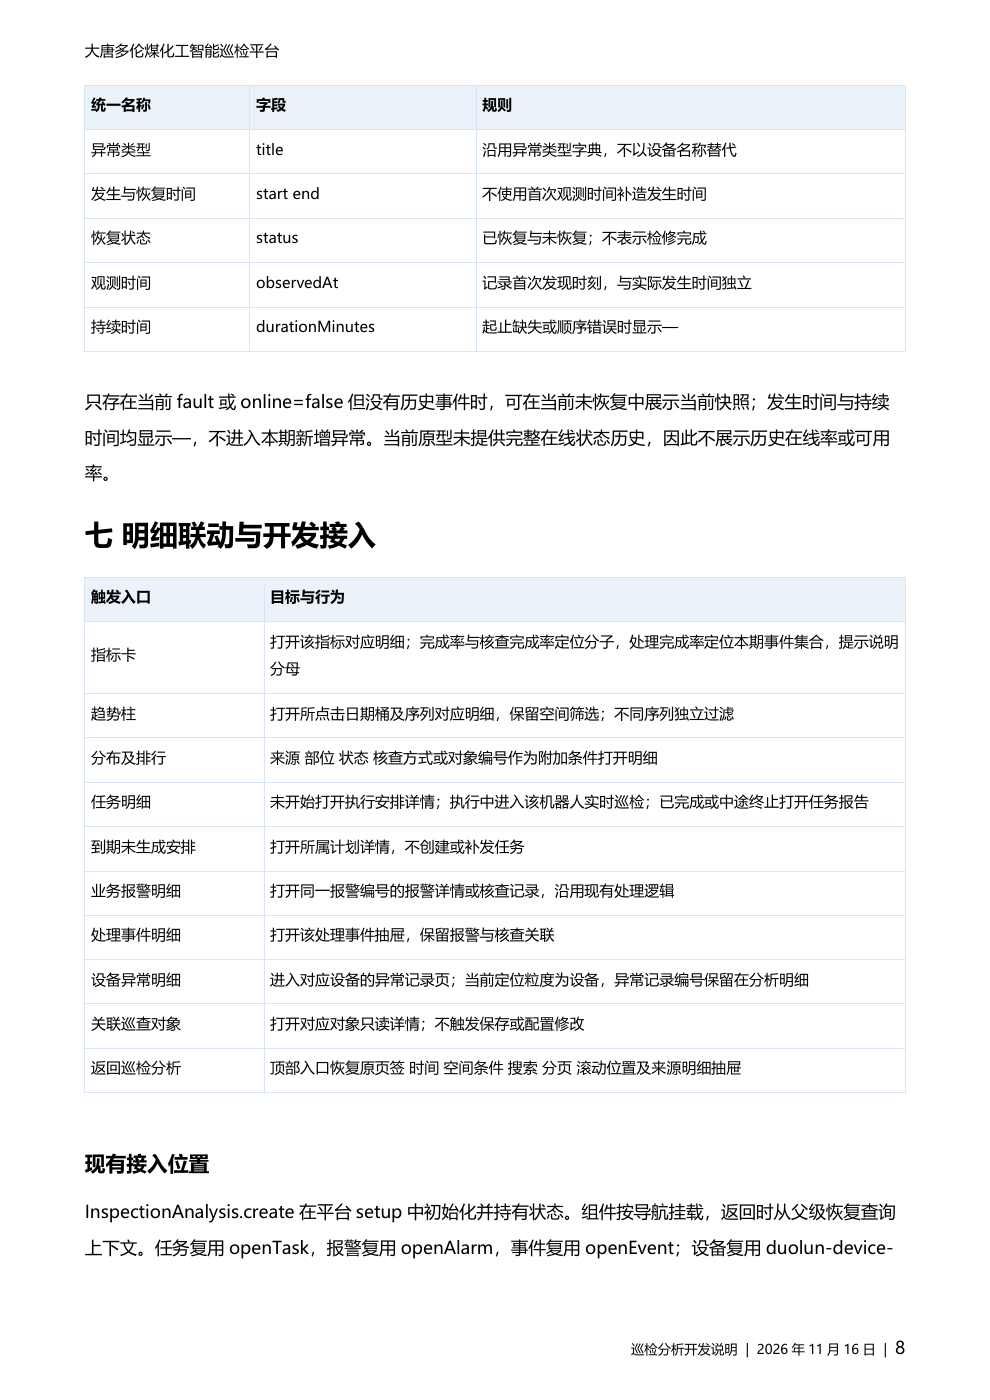 大唐多伦煤化工智能巡检平台
统一名称 字段 规则
异常类型 title 沿用异常类型字典，不以设备名称替代
发生与恢复时间 start end 不使用首次观测时间补造发生时间
恢复状态 status 已恢复与未恢复；不表示检修完成
观测时间 observedAt 记录首次发现时刻，与实际发生时间独立
持续时间 durationMinutes 起止缺失或顺序错误时显示—
只存在当前 fault 或 online=false 但没有历史事件时，可在当前未恢复中展示当前快照；发生时间与持续
时间均显示—，不进入本期新增异常。当前原型未提供完整在线状态历史，因此不展示历史在线率或可用
率。
七 明细联动与开发接入
触发入口 目标与行为
指标卡 打开该指标对应明细；完成率与核查完成率定位分子，处理完成率定位本期事件集合，提示说明
分母
趋势柱 打开所点击日期桶及序列对应明细，保留空间筛选；不同序列独立过滤
分布及排行 来源 部位 状态 核查方式或对象编号作为附加条件打开明细
任务明细 未开始打开执行安排详情；执行中进入该机器人实时巡检；已完成或中途终止打开任务报告
到期未生成安排 打开所属计划详情，不创建或补发任务
业务报警明细 打开同一报警编号的报警详情或核查记录，沿用现有处理逻辑
处理事件明细 打开该处理事件抽屉，保留报警与核查关联
设备异常明细 进入对应设备的异常记录页；当前定位粒度为设备，异常记录编号保留在分析明细
关联巡查对象 打开对应对象只读详情；不触发保存或配置修改
返回巡检分析 顶部入口恢复原页签 时间 空间条件 搜索 分页 滚动位置及来源明细抽屉
现有接入位置
InspectionAnalysis.create 在平台 setup 中初始化并持有状态。组件按导航挂载，返回时从父级恢复查询
上下文。任务复用 openTask，报警复用 openAlarm，事件复用 openEvent；设备复用 duolun-device-
巡检分析开发说明 | 2026 年 11 月 16 日 | 8